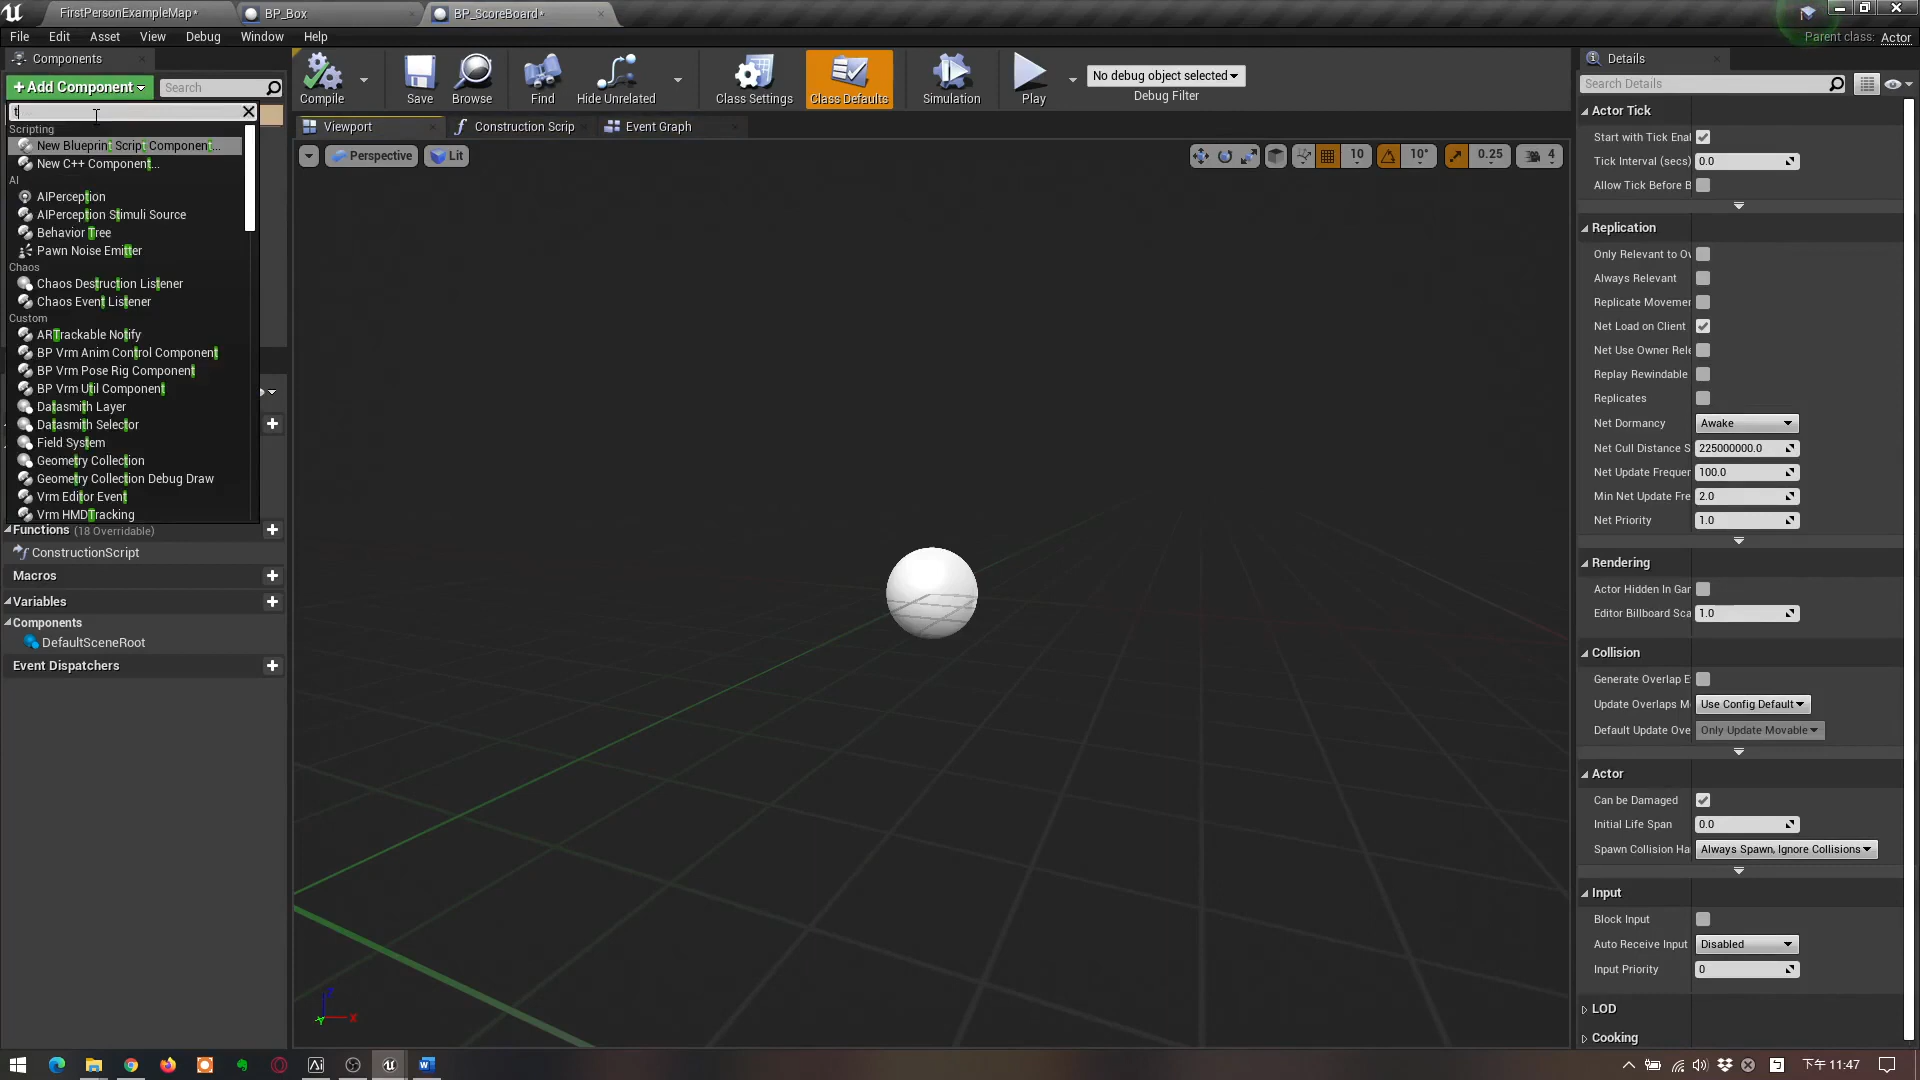 FirstPersonExampleMap*
BP_Box
BP_ScoreBoard*
File Edit Asset View Debug Window Help
Parent class: Actor
Components
+Add Component
Search
t
Scripting
New Blueprint Script Component...
New C++ Component...
AI
AIPerception
AIPerception Stimuli Source
Behavior Tree
Pawn Noise Emitter
Chaos
Chaos Destruction Listener
Chaos Event Listener
Custom
ARTrackable Notify
BP Vrm Anim Control Component
BP Vrm Pose Rig Component
BP Vrm Util Component
Datasmith Layer
Datasmith Selector
Field System
Geometry Collection
Geometry Collection Debug Draw
Vrm Editor Event
Vrm HMDTracking
Functions (18 Overridable)
ConstructionScript
Macros
Variables
Components
DefaultSceneRoot
Event Dispatchers
Compile
Save
Browse
Find
Hide Unrelated
Class Settings
Class Defaults
Simulation
Play
No debug object selected
Debug Filter
Viewport
Construction Scrip
Event Graph
Perspective
Lit
10
10°
0.25
4
Z
X
Y
Details
Search Details
Actor Tick
Start with Tick Enal
Tick Interval (secs) 0.0
Allow Tick Before B
Replication
Only Relevant to Ov
Always Relevant
Replicate Movemer
Net Load on Client
Net Use Owner Rele
Replay Rewindable
Replicates
Net Dormancy Awake
Net Cull Distance S 225000000.0
Net Update Frequer 100.0
Min Net Update Fre 2.0
Net Priority 1.0
Rendering
Actor Hidden In Gar
Editor Billboard Sca 1.0
Collision
Generate Overlap E
Update Overlaps M Use Config Default
Default Update Ove Only Update Movable
Actor
Can be Damaged
Initial Life Span 0.0
Spawn Collision Ha Always Spawn, Ignore Collisions
Input
Block Input
Auto Receive Input Disabled
Input Priority 0
LOD
Cooking
下午 11:47